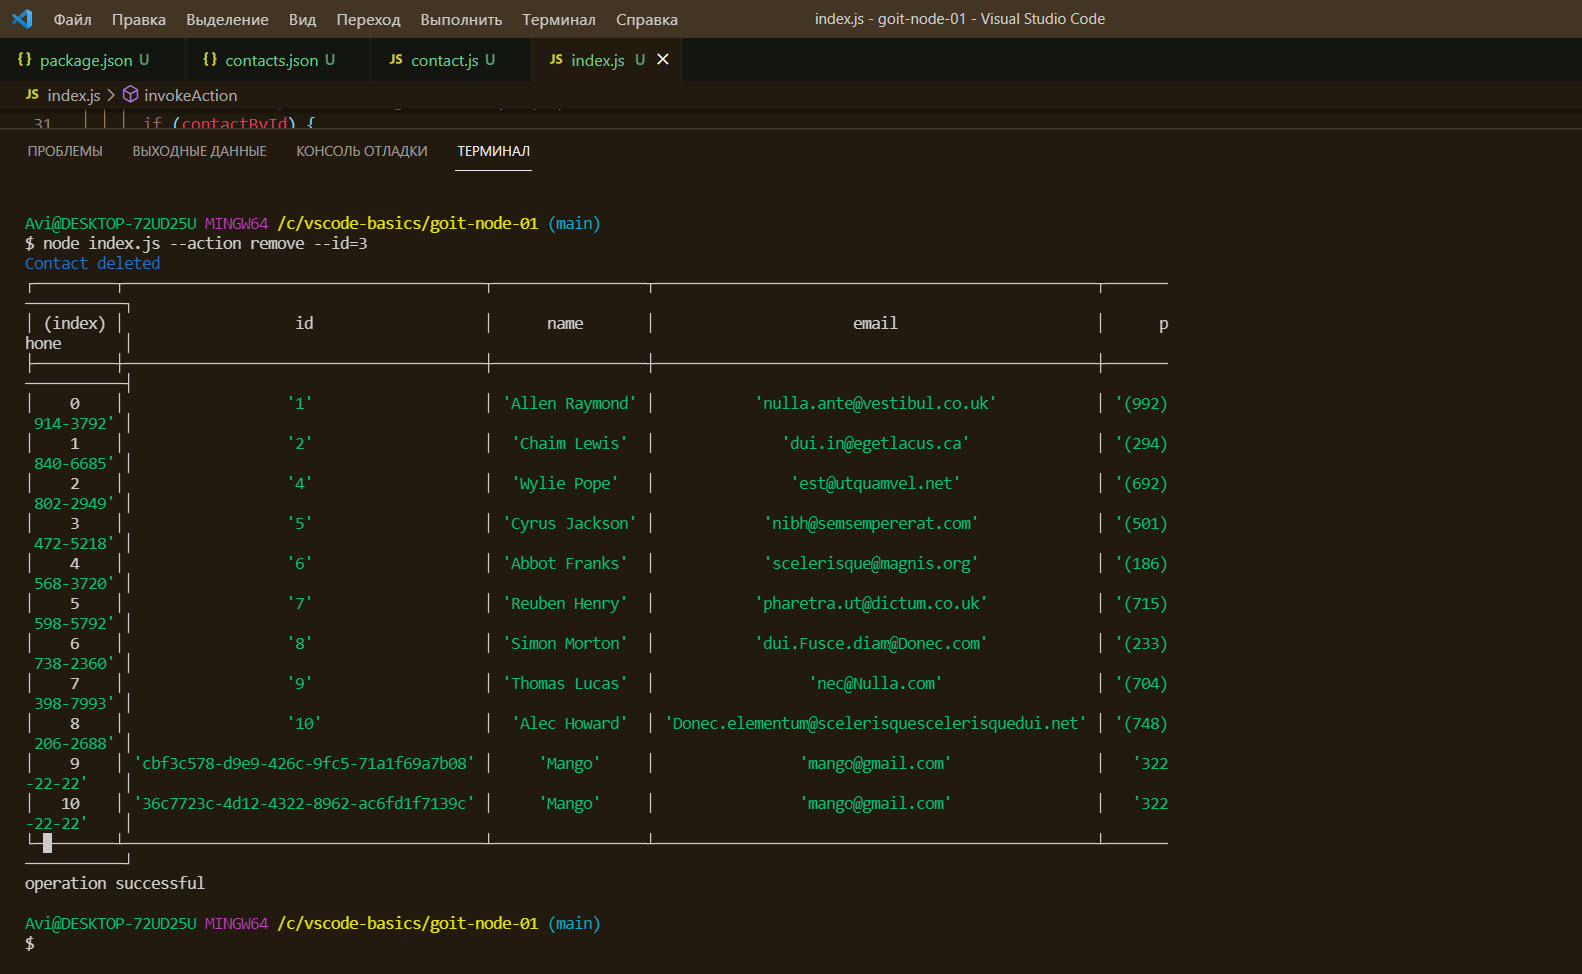 Файл Правка Выделение Вид Переход Выполнить Терминал Справка index.js - goit-node-01 - Visual Studio Code
{} package.json U {} contacts.json U JS contact.js U JS index.js U
JS index.js > invokeAction
31 if (contactById) {
ПРОБЛЕМЫ ВЫХОДНЫЕ ДАННЫЕ КОНСОЛЬ ОТЛАДКИ ТЕРМИНАЛ
Avi@DESKTOP-72UD25U MINGW64 /c/vscode-basics/goit-node-01 (main)
$ node index.js --action remove --id=3
Contact deleted
(index) id name email p
hone
0 '1' 'Allen Raymond' 'nulla.ante@vestibul.co.uk' '(992)
914-3792'
1 '2' 'Chaim Lewis' 'dui.in@egetlacus.ca' '(294)
840-6685'
2 '4' 'Wylie Pope' 'est@utquamvel.net' '(692)
802-2949'
3 '5' 'Cyrus Jackson' 'nibh@semsempererat.com' '(501)
472-5218'
4 '6' 'Abbot Franks' 'scelerisque@magnis.org' '(186)
568-3720'
5 '7' 'Reuben Henry' 'pharetra.ut@dictum.co.uk' '(715)
598-5792'
6 '8' 'Simon Morton' 'dui.Fusce.diam@Donec.com' '(233)
738-2360'
7 '9' 'Thomas Lucas' 'nec@Nulla.com' '(704)
398-7993'
8 '10' 'Alec Howard' 'Donec.elementum@scelerisquescelerisquedui.net' '(748)
206-2688'
9 'cbf3c578-d9e9-426c-9fc5-71a1f69a7b08' 'Mango' 'mango@gmail.com' '322
-22-22'
10 '36c7723c-4d12-4322-8962-ac6fd1f7139c' 'Mango' 'mango@gmail.com' '322
-22-22'
operation successful
Avi@DESKTOP-72UD25U MINGW64 /c/vscode-basics/goit-node-01 (main)
$